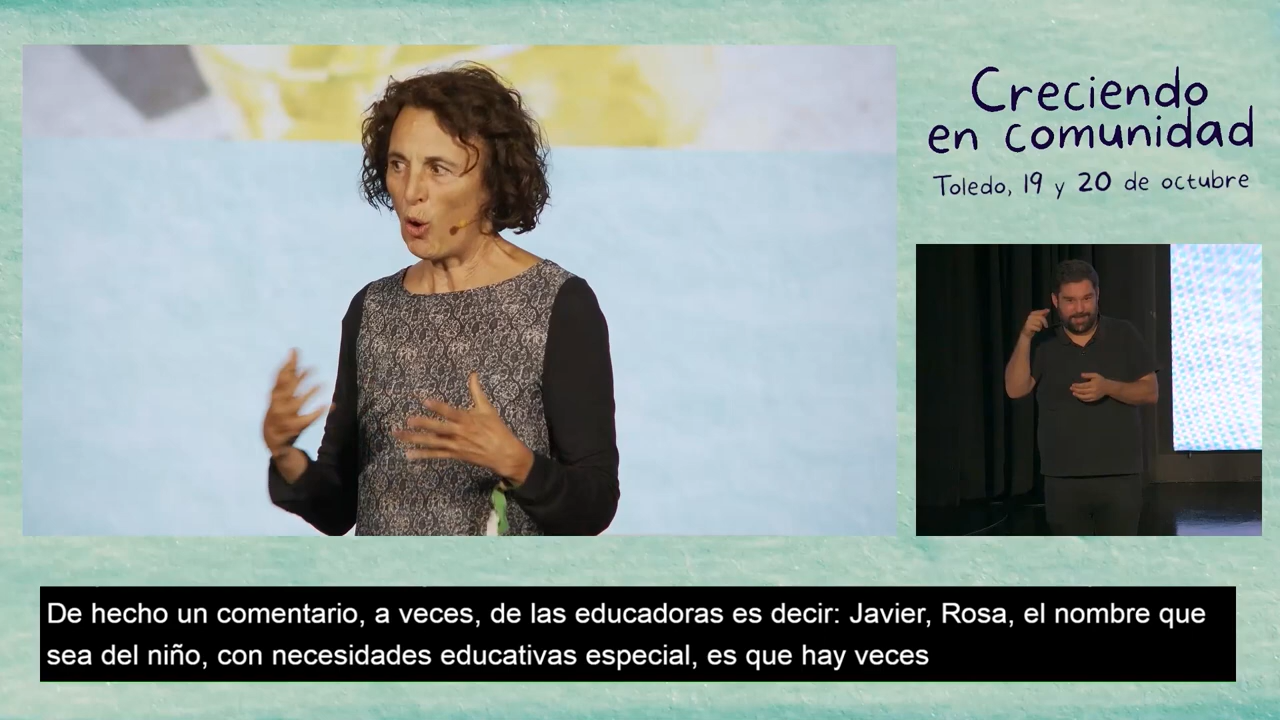 Creciendo
en comunidad
Toledo, 19 y 20 de octubre
De hecho un comentario, a veces, de las educadoras es decir: Javier, Rosa, el nombre que
sea del niño, con necesidades educativas especial, es que hay veces